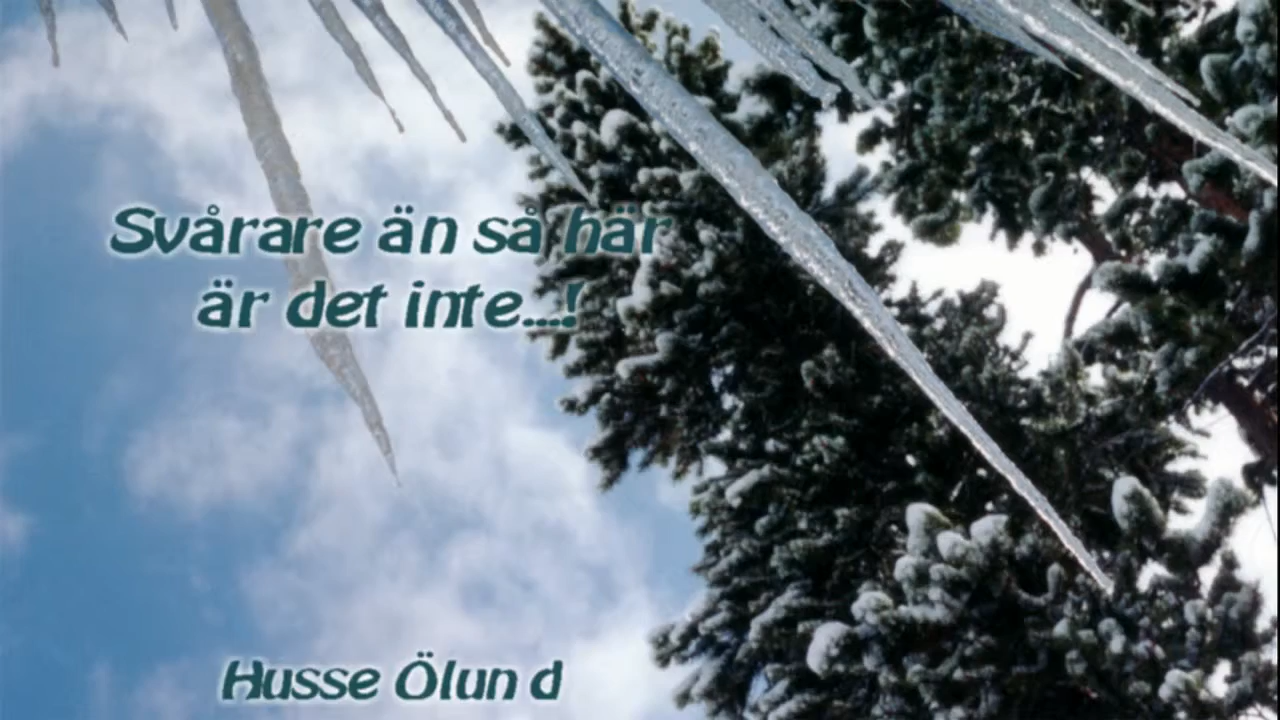 Svårare än så här
är det inte...!
Husse Ölun d